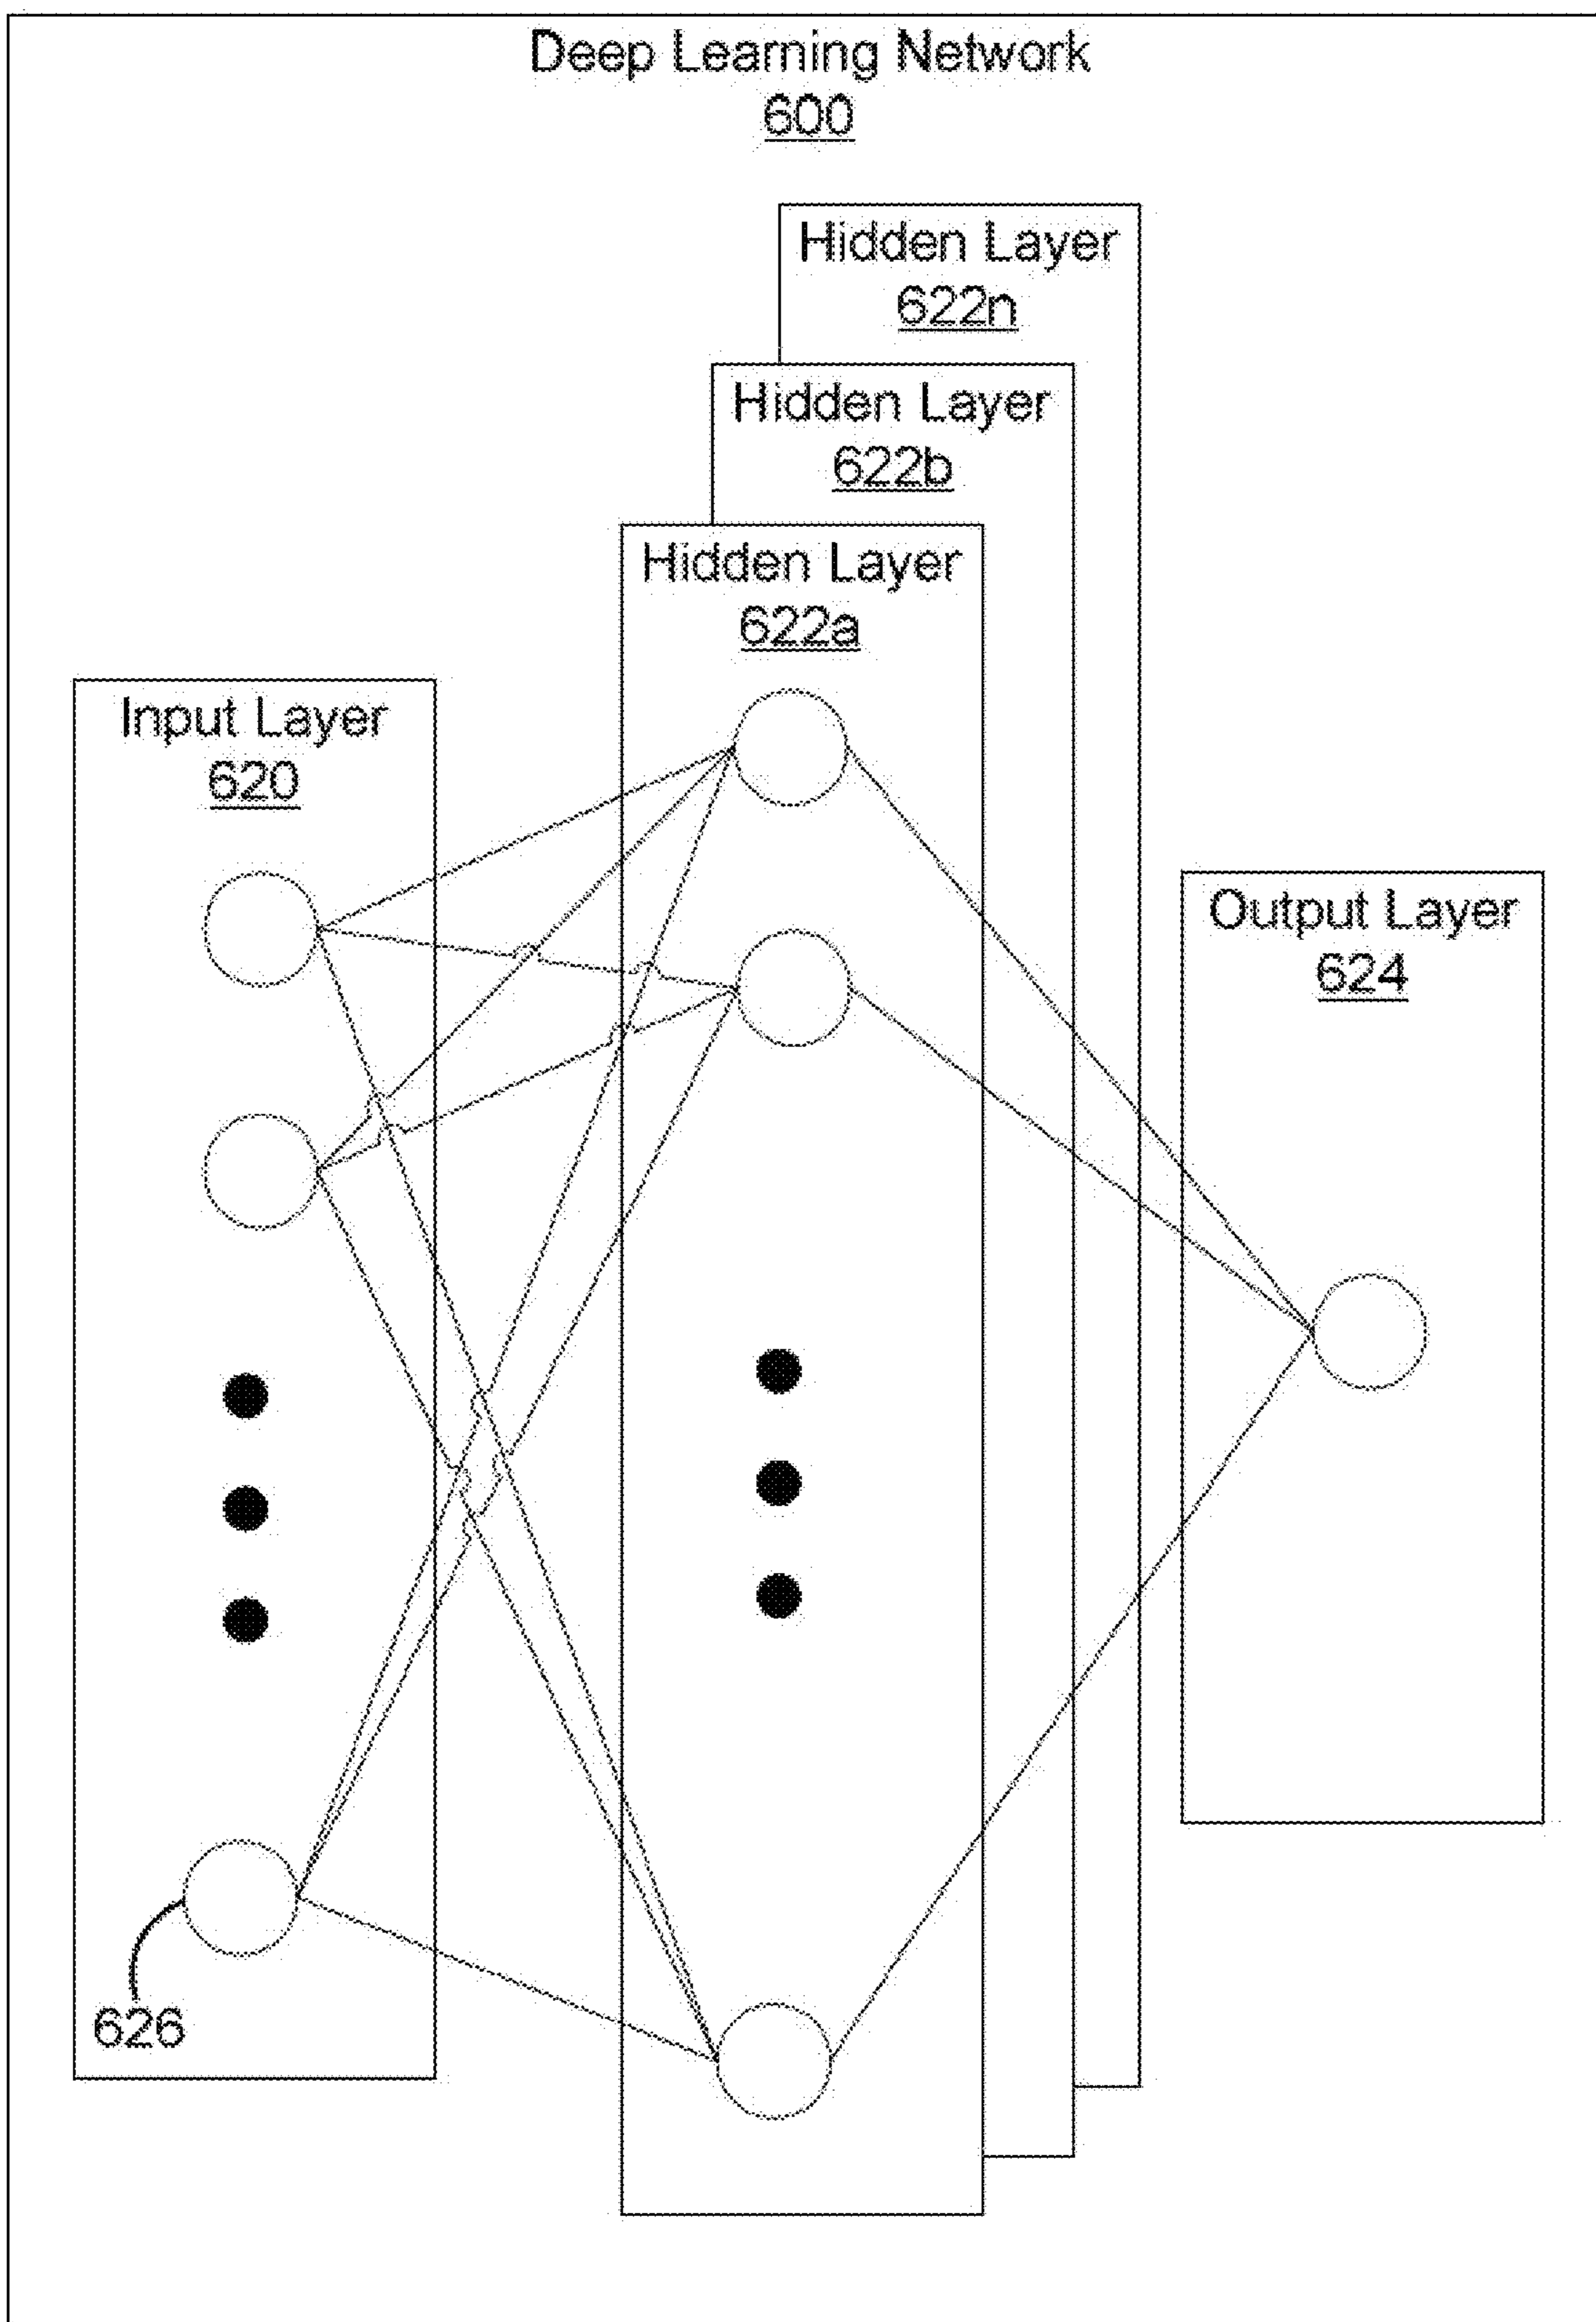 Deep Learning Network
600
Hidden Layer
622n
Hidden Layer
622b
Hidden Layer
622a
Input Layer
620
Output Layer
624
626